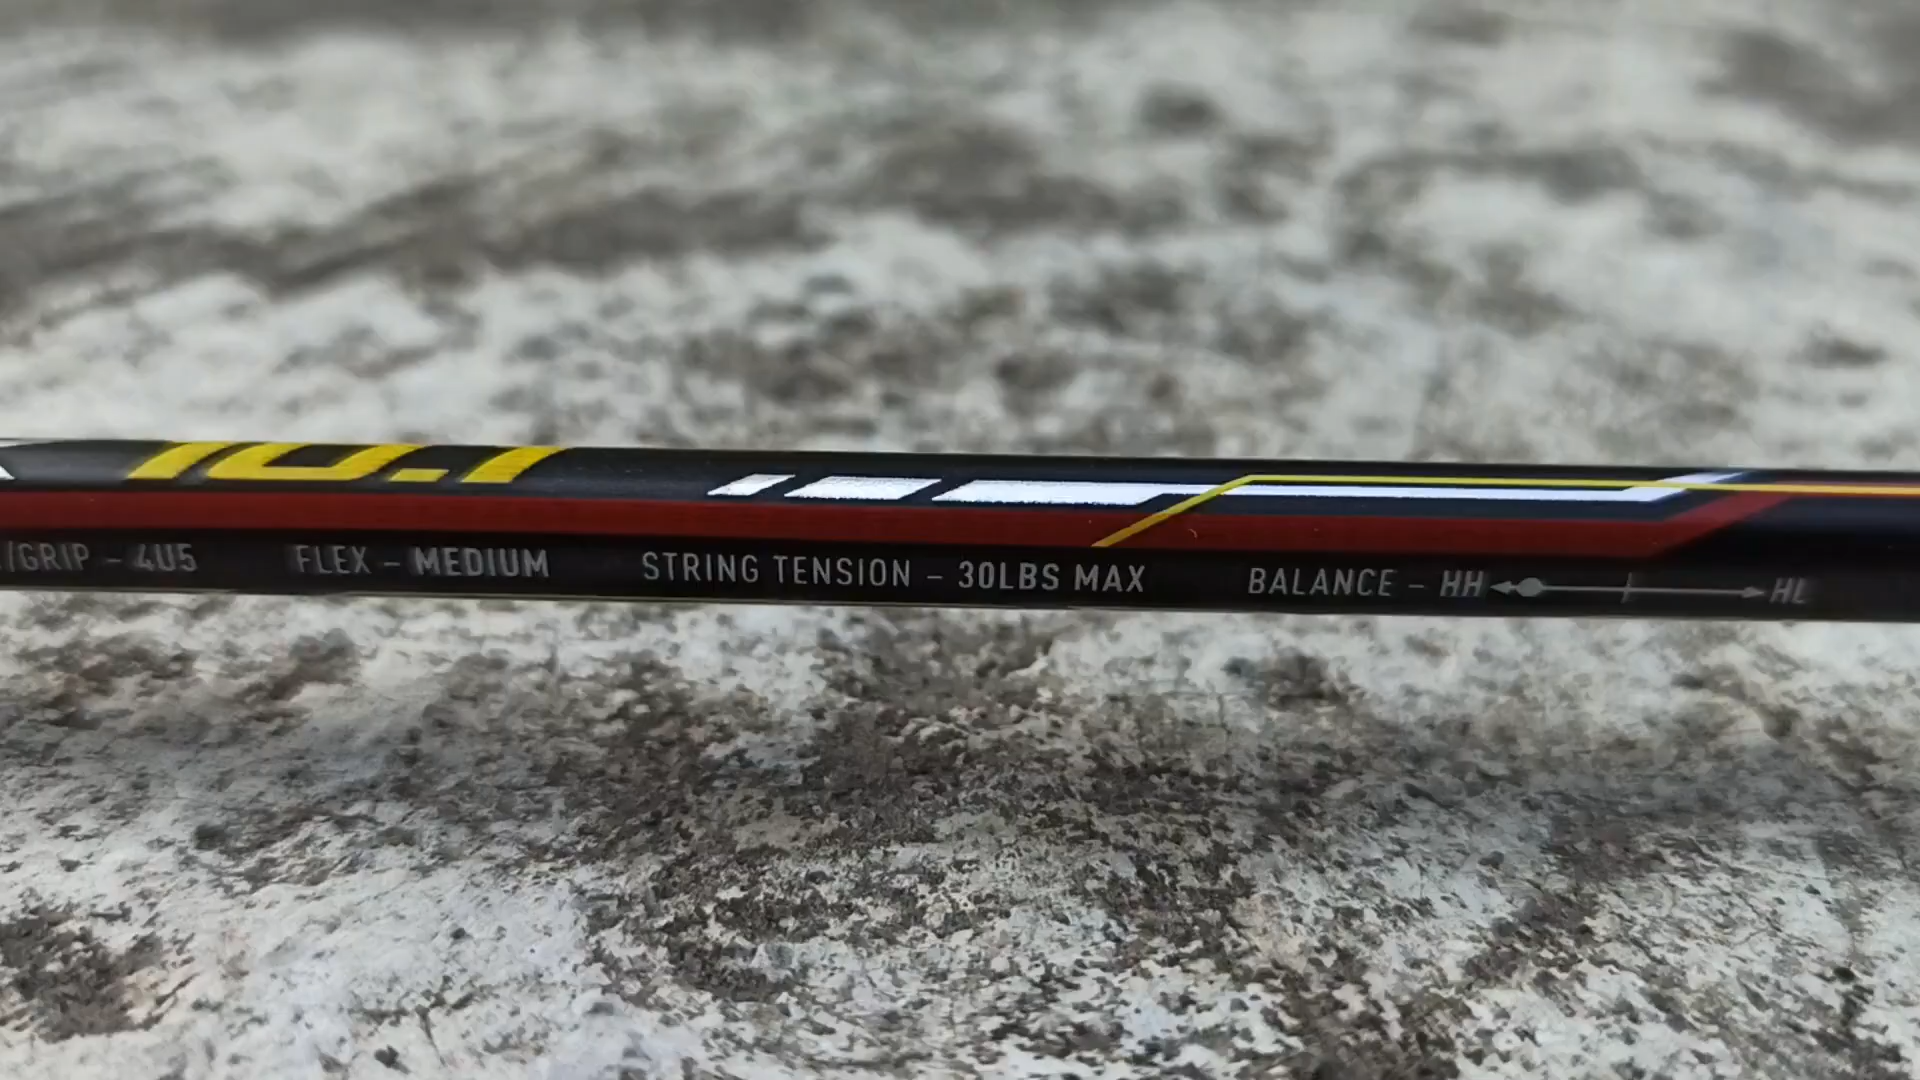 10.1
/GRIP - 4U5 FLEX - MEDIUM STRING TENSION - 30LBS MAX BALANCE - HH HL